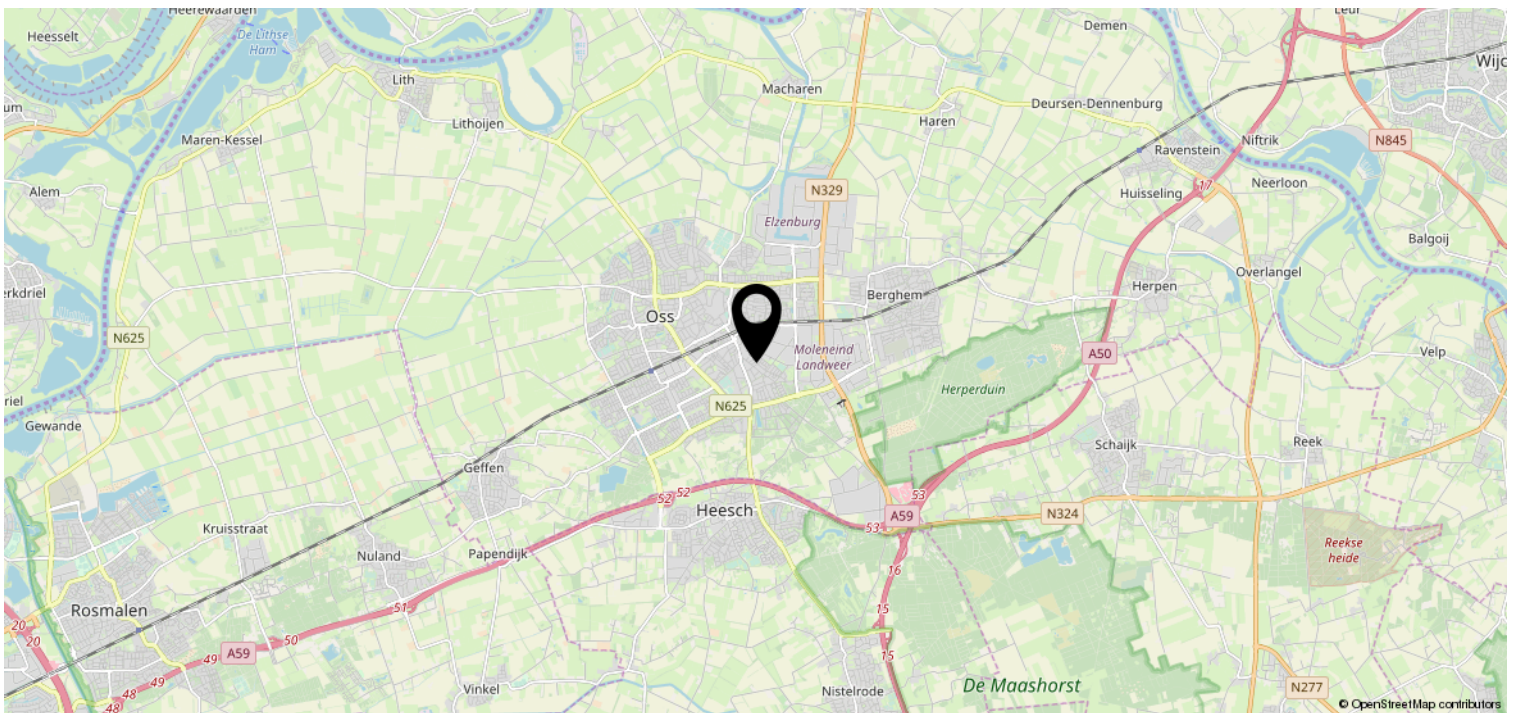 Heerewaarden
Leur
Heesselt
De Lithse
Ham
Demen
Wijc
Lith
Macharen
Deursen-Dennenburg
um
Lithoijen
Haren
Maren-Kessel
Niftrik
N845
Ravenstein
Alem
N329
Huisseling
17
Neerloon
Elzenburg
Balgoij
erkdriel
Berghem
Herpen
Overlangel
Oss
N625
Moleneind
Landweer
A50
Velp
Herperduin
riel
N625
Gewande
Schaijk
Reek
Geffen
52
52
53
Heesch
A59
N324
53
Kruisstraat
Nuland
Papendijk
Reekse
heide
16
Rosmalen
51
15
20
20
50
A59
49
15
De Maashorst
49
48
Vinkel
Nistelrode
N277
48
© OpenStreetMap contributors